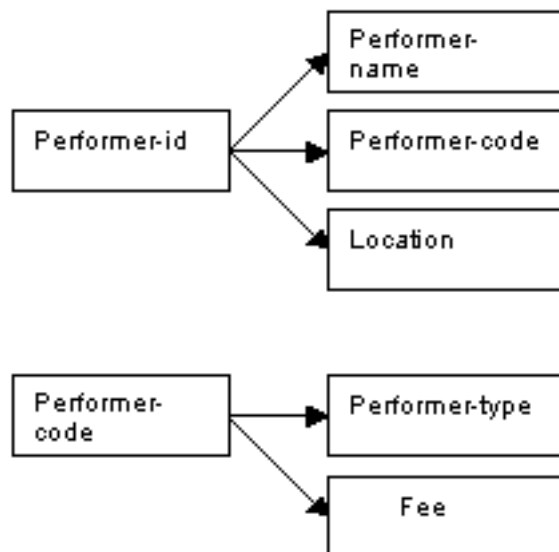 Performer-
name
Performer-id
Performer-code
Location
Performer-
code
Performer-type
Fee